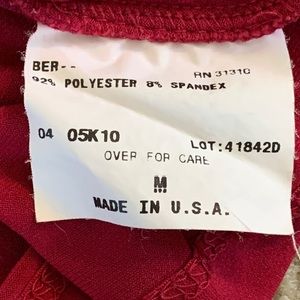 BER--
RN 31310
92% POLYESTER 8% SPANDEX
04 05K10
LOT:41842D
OVER FOR CARE
M
MADE IN U.S.A.